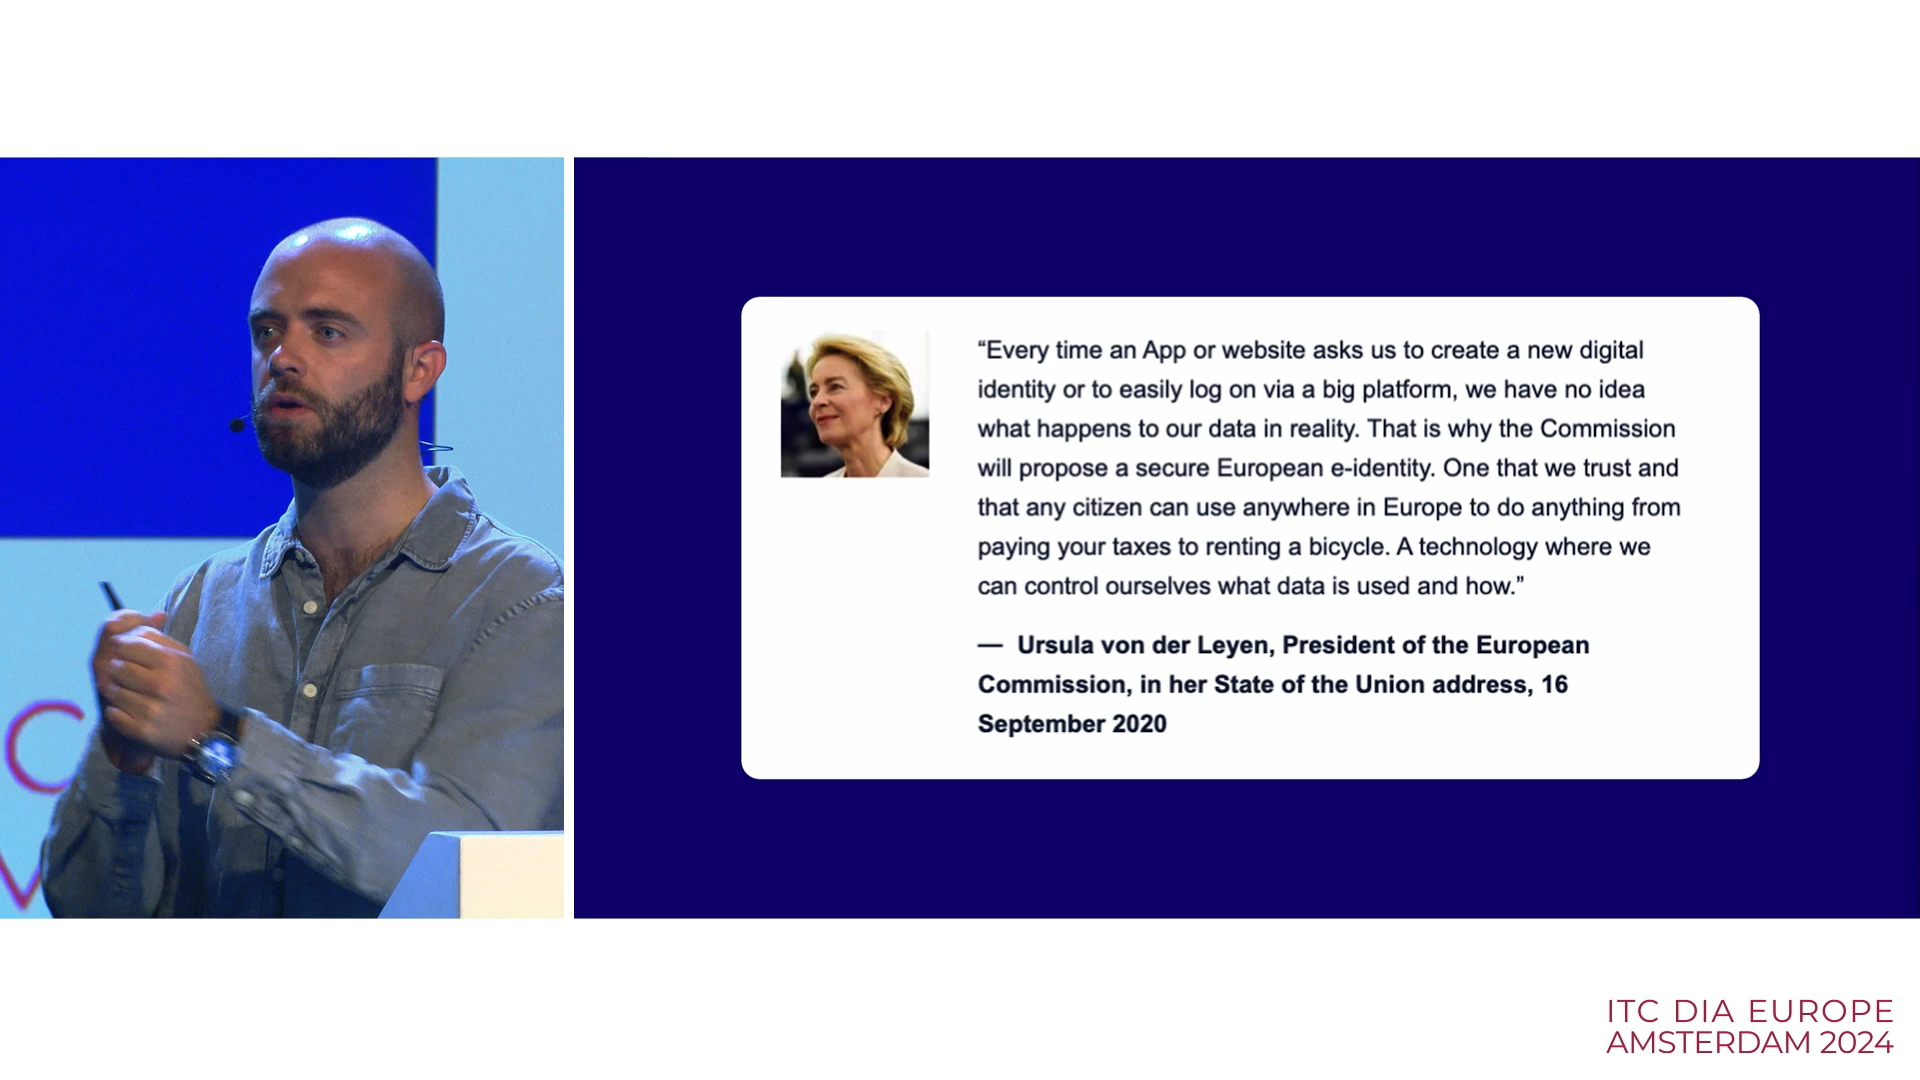 “Every time an App or website asks us to create a new digital
identity or to easily log on via a big platform, we have no idea
what happens to our data in reality. That is why the Commission
will propose a secure European e-identity. One that we trust and
that any citizen can use anywhere in Europe to do anything from
paying your taxes to renting a bicycle. A technology where we
can control ourselves what data is used and how.”
— Ursula von der Leyen, President of the European
Commission, in her State of the Union address, 16
September 2020
ITC DIA EUROPE
AMSTERDAM 2024